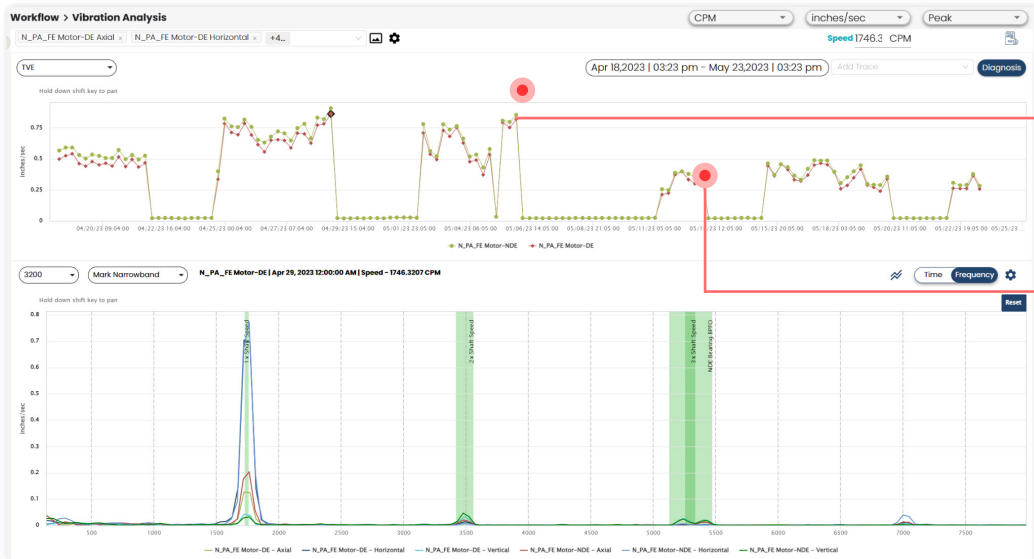 Workflow > Vibration Analysis
CPM
inches/sec
Peak
N_PA_FE Motor-DE Axial ×
N_PA_FE Motor-DE Horizontal ×
+4...
Speed 1746.3 CPM
TVE
Apr 18,2023 | 03:23 pm - May 23,2023 | 03:23 pm
Add Trace
Diagnosis
Hold down shift key to pan
inches/sec
0.75
0.5
0.25
0
04/20/23 09:04:00 04/22/23 16:04:00 04/25/23 00:04:00 04/27/23 07:04:00 04/29/23 15:04:00 05/01/23 23:05:00 05/04/23 06:05:00 05/06/23 14:05:00 05/08/23 21:05:00 05/11/23 05:05:00 05/13/23 12:05:00 05/15/23 20:05:00 05/18/23 03:05:00 05/20/23 11:05:00 05/22/23 19:05:00 05/25/23 ...
N_PA_FE Motor-NDE N_PA_FE Motor-DE
3200
Mark Narrowband
N_PA_FE Motor-DE | Apr 29, 2023 12:00:00 AM | Speed - 1746.3207 CPM
Time
Frequency
Hold down shift key to pan
Reset
inches/sec
0.8
0.7
0.6
0.5
0.4
0.3
0.2
0.1
0
1x Shaft Speed
2x Shaft Speed
3x Shaft Speed
NDE Bearing BPFO
500 1000 1500 2000 2500 3000 3500 4000 4500 5000 5500 6000 6500 7000 7500
N_PA_FE Motor-DE - Axial N_PA_FE Motor-DE - Horizontal N_PA_FE Motor-DE - Vertical N_PA_FE Motor-NDE - Axial N_PA_FE Motor-NDE - Horizontal N_PA_FE Motor-NDE - Vertical